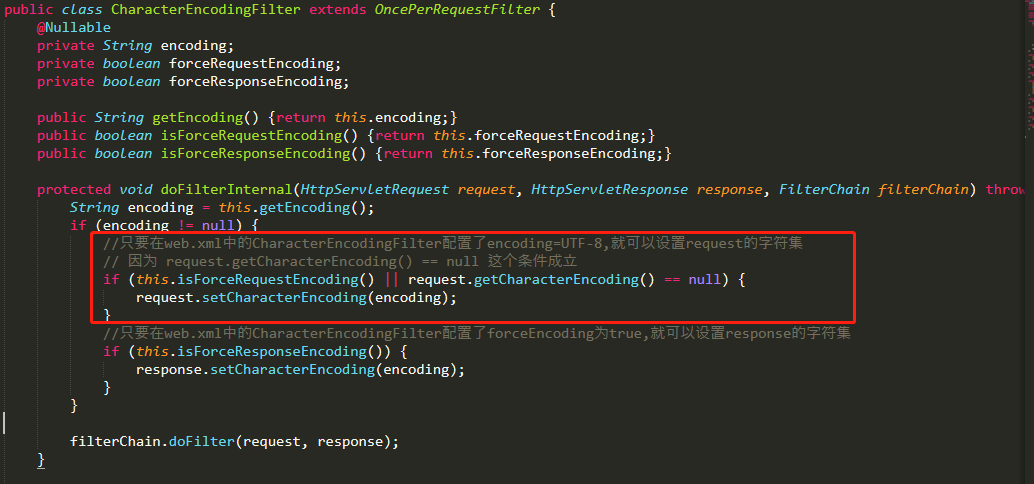 public class CharacterEncodingFilter extends OncePerRequestFilter {
@Nullable
private String encoding;
private boolean forceRequestEncoding;
private boolean forceResponseEncoding;
public String getEncoding() {return this.encoding;}
public boolean isForceRequestEncoding() {return this.forceRequestEncoding;}
public boolean isForceResponseEncoding() {return this.forceResponseEncoding;}
protected void doFilterInternal(HttpServletRequest request, HttpServletResponse response, FilterChain filterChain) throw
String encoding = this.getEncoding();
if (encoding != null) {
//只要在web.xml中的CharacterEncodingFilter配置了encoding=UTF-8,就可以设置request的字符集
// 因为 request.getCharacterEncoding() == null 这个条件成立
if (this.isForceRequestEncoding() || request.getCharacterEncoding() == null) {
request.setCharacterEncoding(encoding);
}
//只要在web.xml中的CharacterEncodingFilter配置了forceEncoding为true,就可以设置response的字符集
if (this.isForceResponseEncoding()) {
response.setCharacterEncoding(encoding);
}
}
filterChain.doFilter(request, response);
}